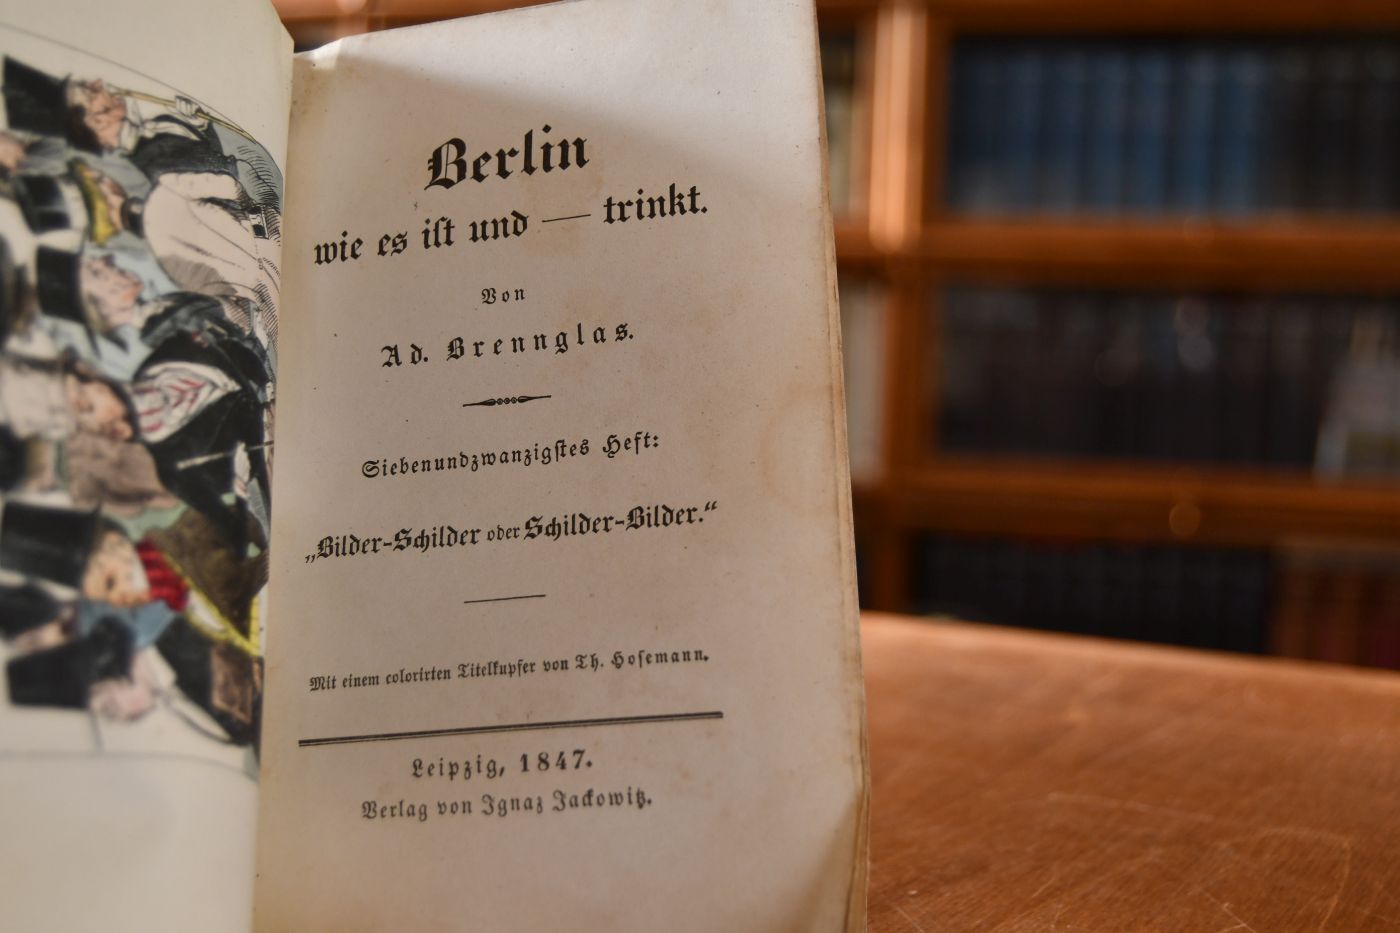 Berlin
wie es iſt und — trinkt.
Von
Ad. Brennglas.
Siebenundzwanzigſtes Heft:
„Bilder-Schilder oder Schilder-Bilder.“
Mit einem colorirten Titelkupfer von Th. Hoſemann.
Leipzig, 1847.
Verlag von Ignaz Jackowitz.